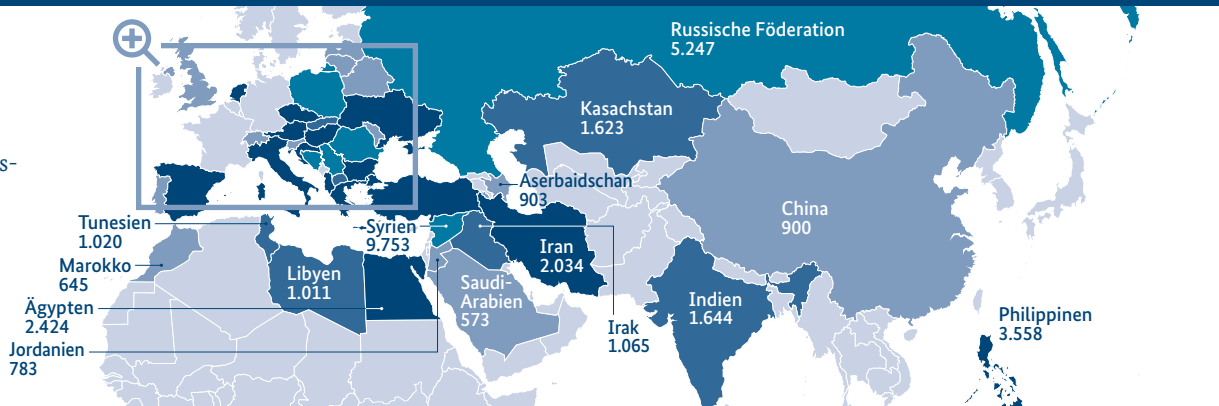 Russische Föderation
5.247
Kasachstan
1.623
s-
Aserbaidschan
903
China
900
Tunesien
1.020
Syrien
9.753
Marokko
645
Iran
2.034
Libyen
1.011
Saudi-
Arabien
573
Indien
1.644
Ägypten
2.424
Philippinen
3.558
Irak
1.065
Jordanien
783